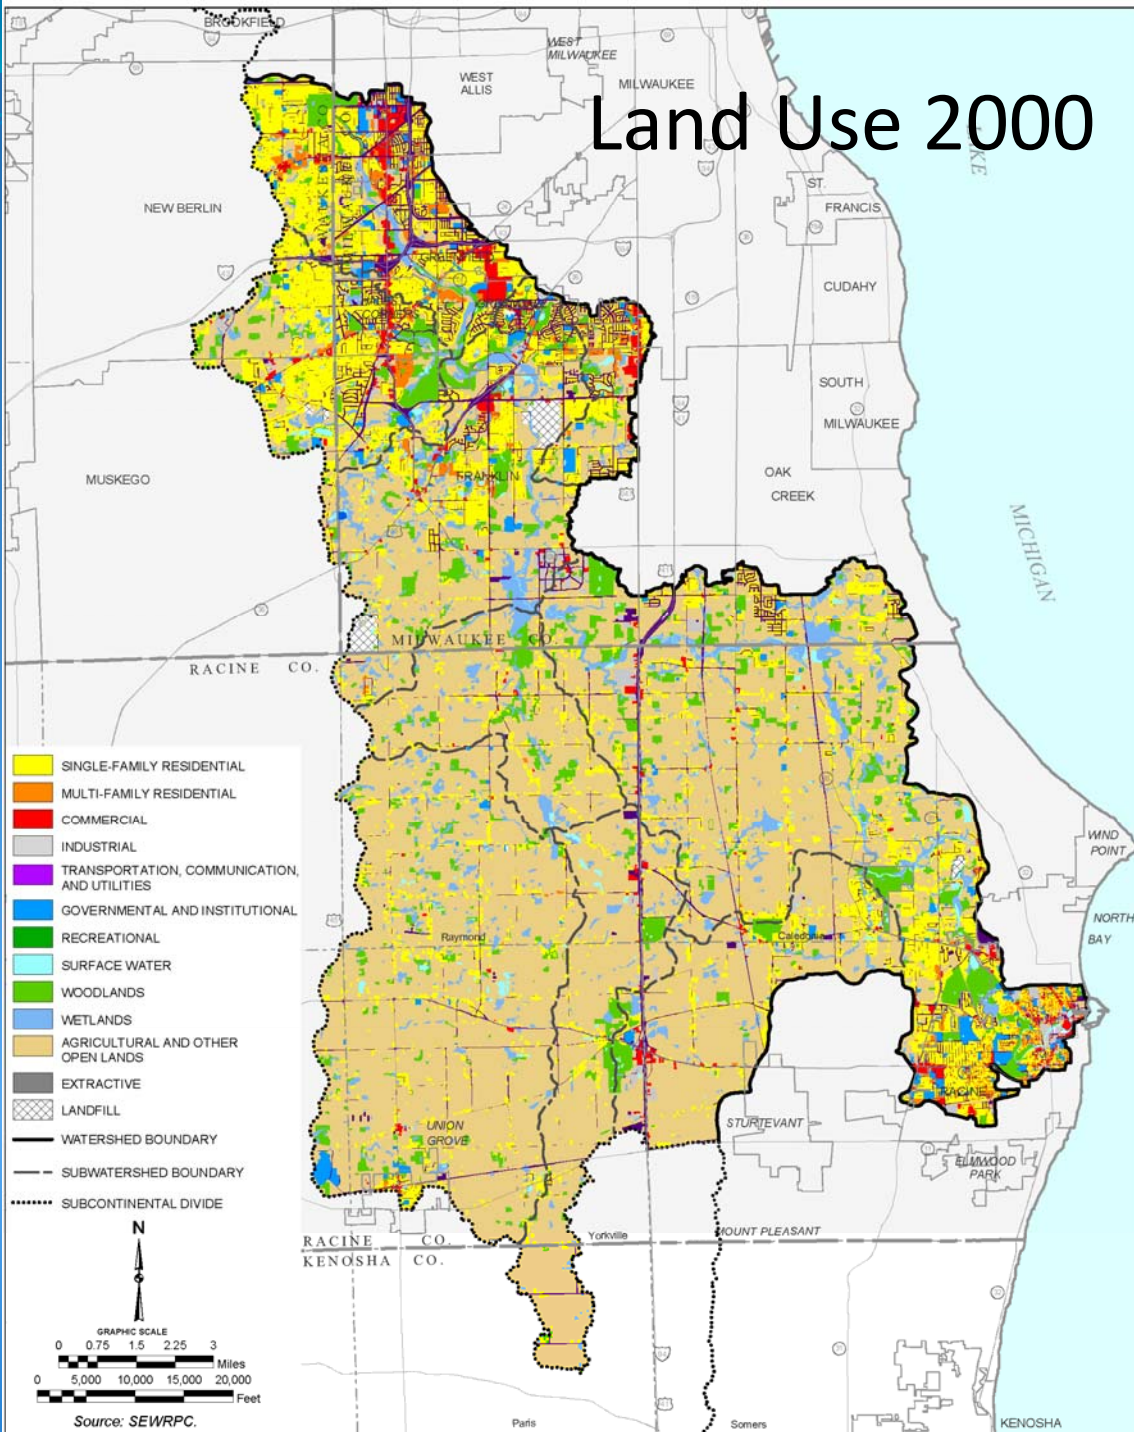 Land Use 2000
BROOKFIELD
WEST
MILWAUKEE
WEST
ALLIS
MILWAUKEE
LAKE
ST.
FRANCIS
NEW BERLIN
GREENFIELD
CUDAHY
CORNERS
SOUTH
MILWAUKEE
MUSKEGO
FRANKLIN
OAK
CREEK
MICHIGAN
MILWAUKEE CO.
RACINE CO.
SINGLE-FAMILY RESIDENTIAL
MULTI-FAMILY RESIDENTIAL
COMMERCIAL
INDUSTRIAL
TRANSPORTATION, COMMUNICATION,
AND UTILITIES
GOVERNMENTAL AND INSTITUTIONAL
RECREATIONAL
SURFACE WATER
WOODLANDS
WETLANDS
AGRICULTURAL AND OTHER
OPEN LANDS
EXTRACTIVE
LANDFILL
WATERSHED BOUNDARY
SUBWATERSHED BOUNDARY
SUBCONTINENTAL DIVIDE
WIND
POINT
NORTH
BAY
Raymond
Caledonia
RACINE
UNION
GROVE
STURTEVANT
ELMWOOD
PARK
Yorkville
MOUNT PLEASANT
RACINE CO.
KENOSHA CO.
N
GRAPHIC SCALE
0 0.75 1.5 2.25 3
Miles
0 5,000 10,000 15,000 20,000
Feet
Source: SEWRPC.
Paris
Somers
KENOSHA